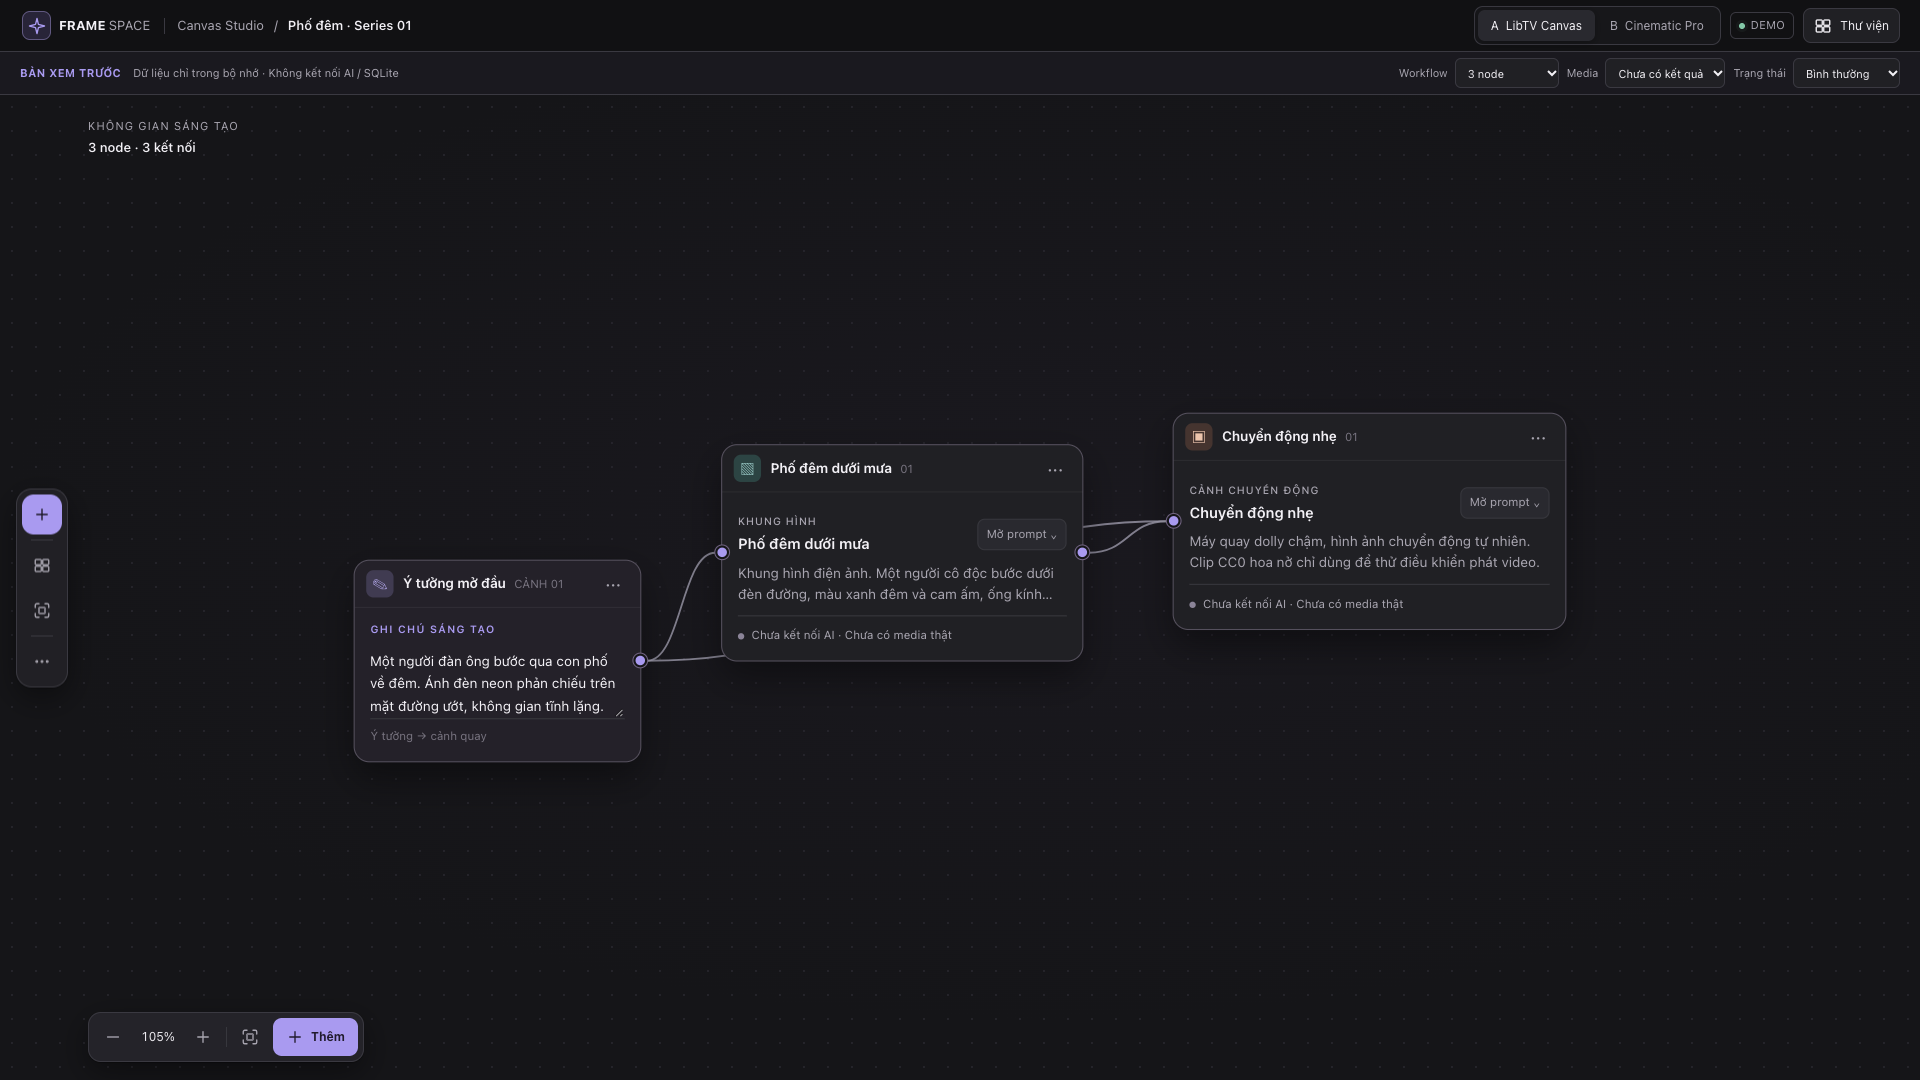 FRAME SPACE
Canvas Studio / Phố đêm · Series 01
A LibTV Canvas
B Cinematic Pro
DEMO
Thư viện
BẢN XEM TRƯỚC
Dữ liệu chỉ trong bộ nhớ · Không kết nối AI / SQLite
Workflow
3 node
Media
Chưa có kết quả
Trạng thái
Bình thường
KHÔNG GIAN SÁNG TẠO
3 node · 3 kết nối
Ý tưởng mở đầu CẢNH 01
GHI CHÚ SÁNG TẠO
Một người đàn ông bước qua con phố
về đêm. Ánh đèn neon phản chiếu trên
mặt đường ướt, không gian tĩnh lặng.
Ý tưởng → cảnh quay
Phố đêm dưới mưa 01
KHUNG HÌNH
Phố đêm dưới mưa
Mở prompt
Khung hình điện ảnh. Một người cô độc bước dưới
đèn đường, màu xanh đêm và cam ấm, ống kính...
Chưa kết nối AI · Chưa có media thật
Chuyển động nhẹ 01
CẢNH CHUYỂN ĐỘNG
Chuyển động nhẹ
Mở prompt
Máy quay dolly chậm, hình ảnh chuyển động tự nhiên.
Clip CC0 hoa nở chỉ dùng để thử điều khiển phát video.
Chưa kết nối AI · Chưa có media thật
105%
Thêm